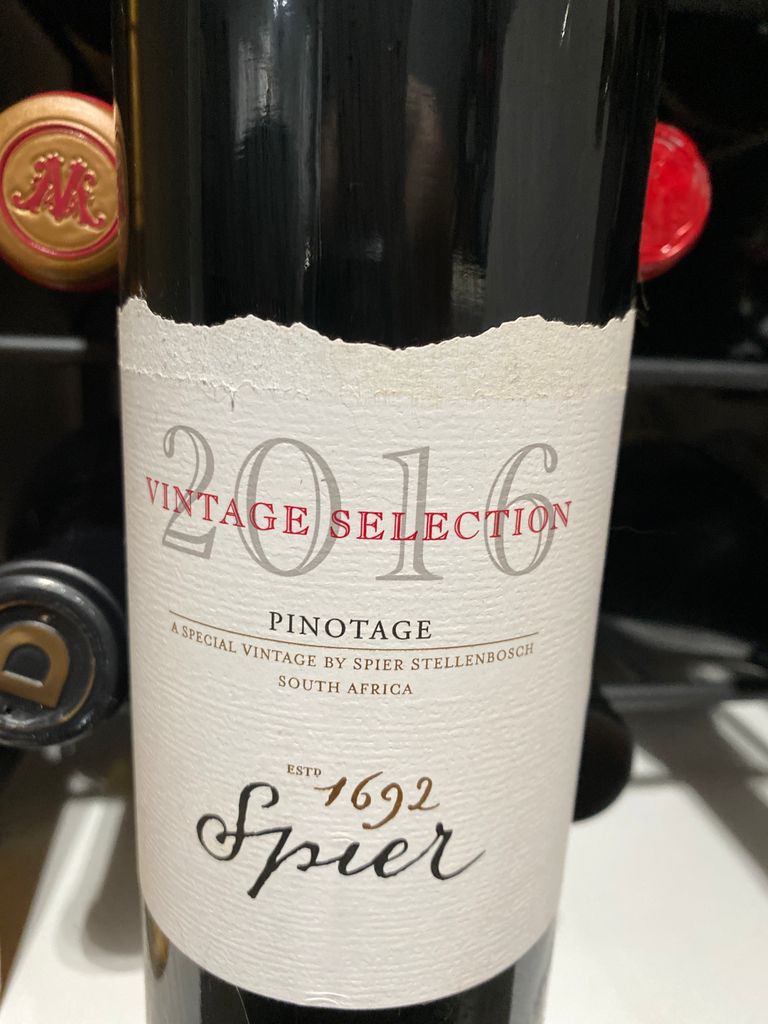 2016
VINTAGE SELECTION
PINOTAGE
A SPECIAL VINTAGE BY SPIER STELLENBOSCH
SOUTH AFRICA
ESTD 1692
Spier
M
D